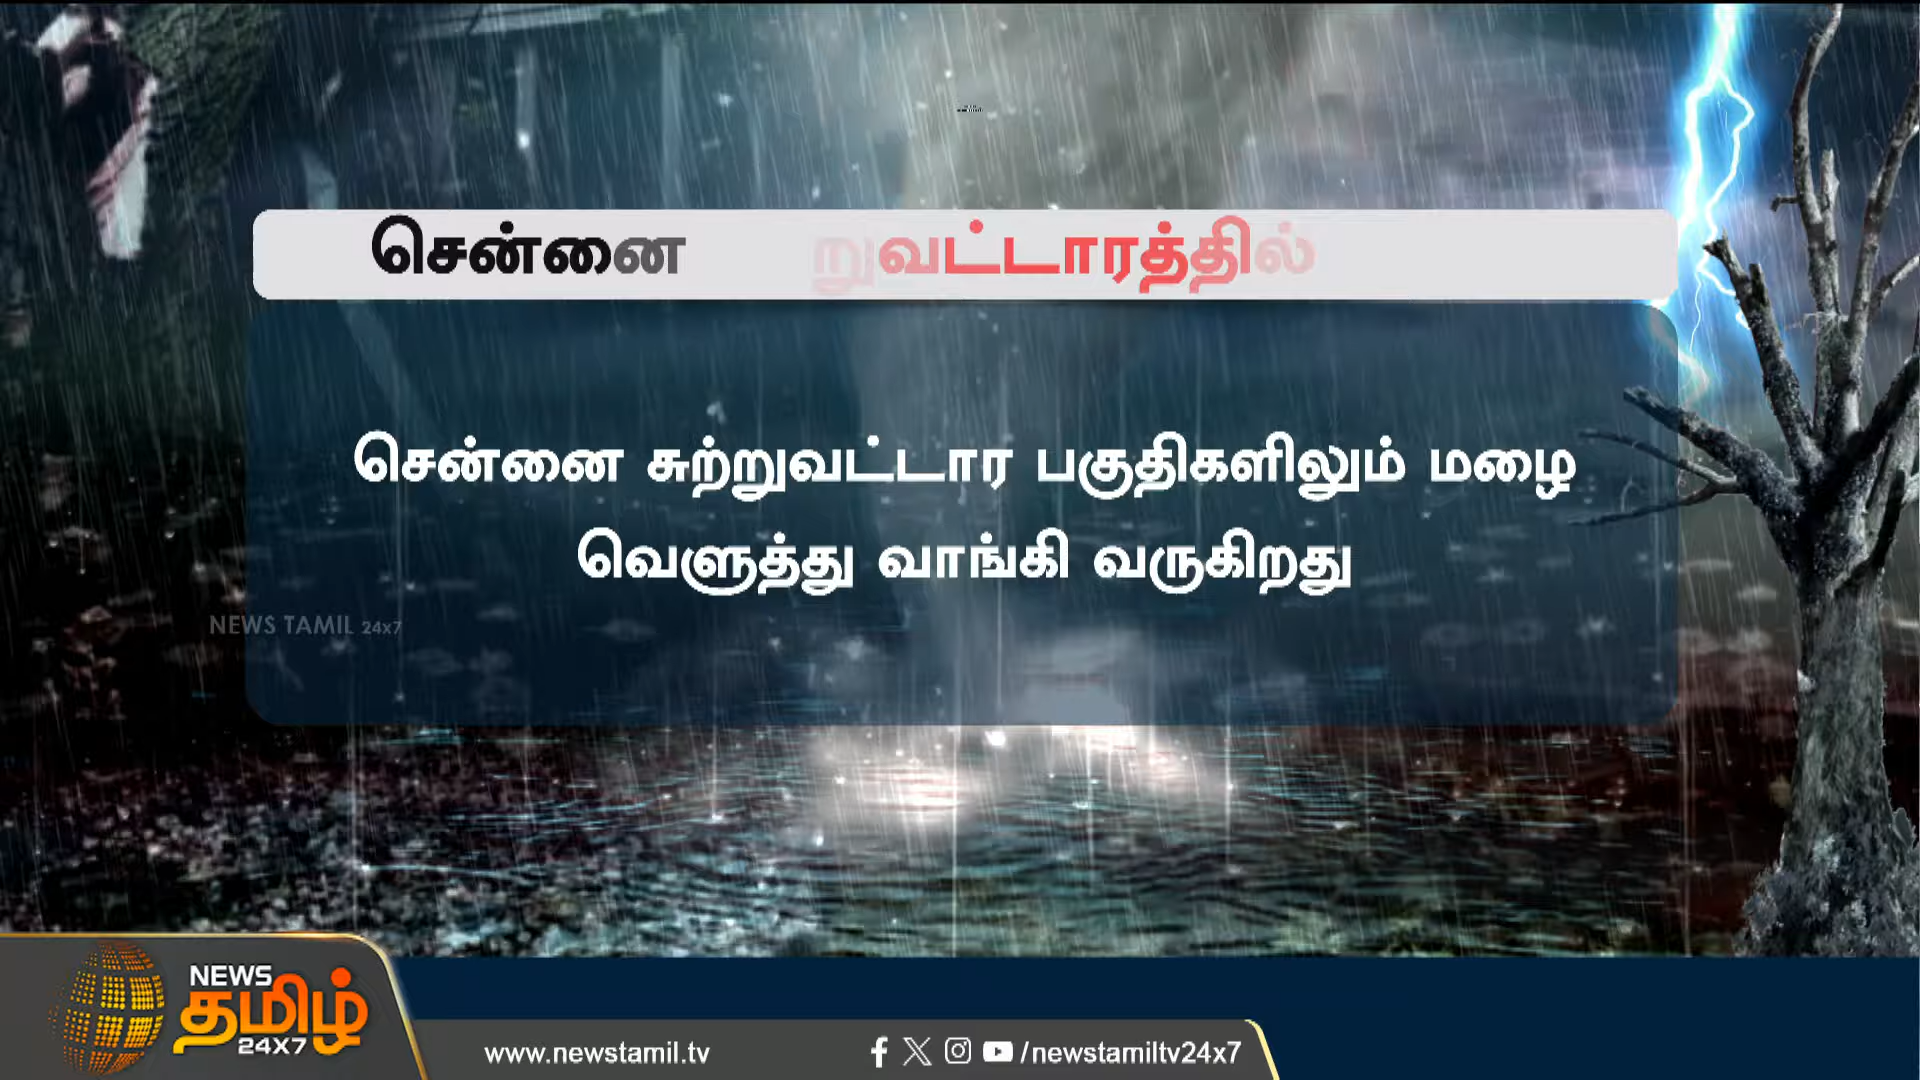 சென்னை
வட்டாரத்தில்
சென்னை சுற்றுவட்டார பகுதிகளிலும் மழை
வெளுத்து வாங்கி வருகிறது
NEWS TAMIL 24x7
NEWS
தமிழ்
24X7
www.newstamil.tv
/newstamiltv24x7